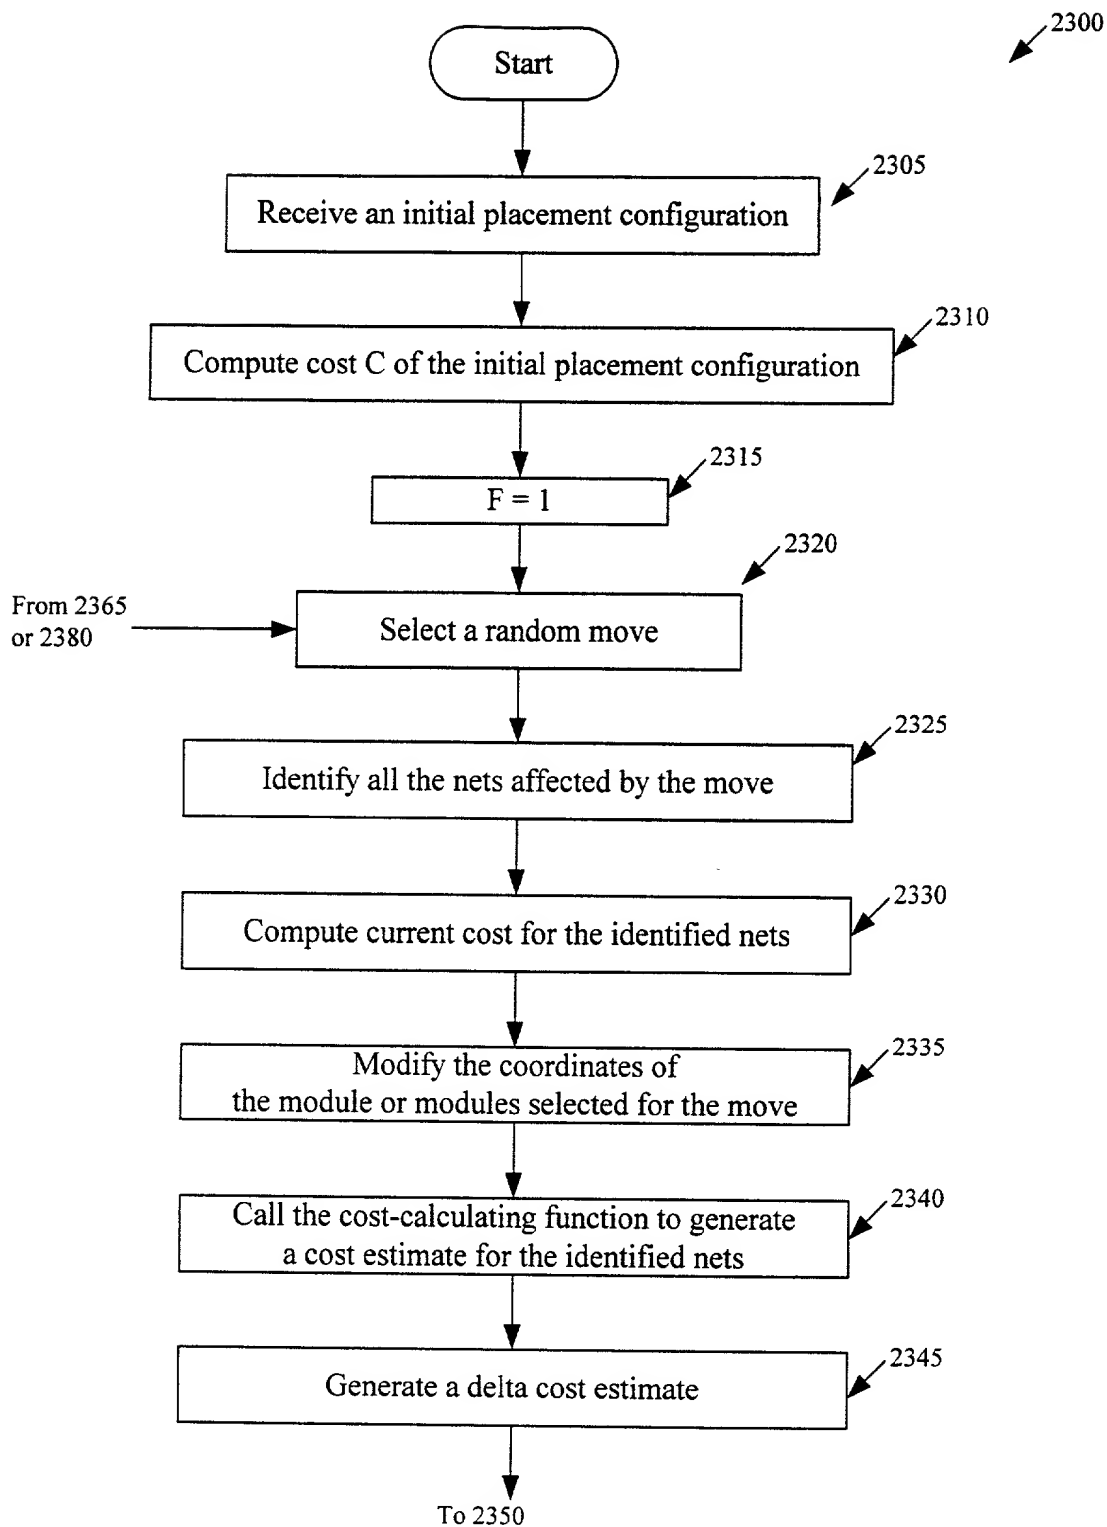 2300
Start
2305
Receive an initial placement configuration
2310
Compute cost C of the initial placement configuration
2315
F = 1
2320
From 2365
or 2380
Select a random move
2325
Identify all the nets affected by the move
2330
Compute current cost for the identified nets
2335
Modify the coordinates of
the module or modules selected for the move
2340
Call the cost-calculating function to generate
a cost estimate for the identified nets
2345
Generate a delta cost estimate
To 2350